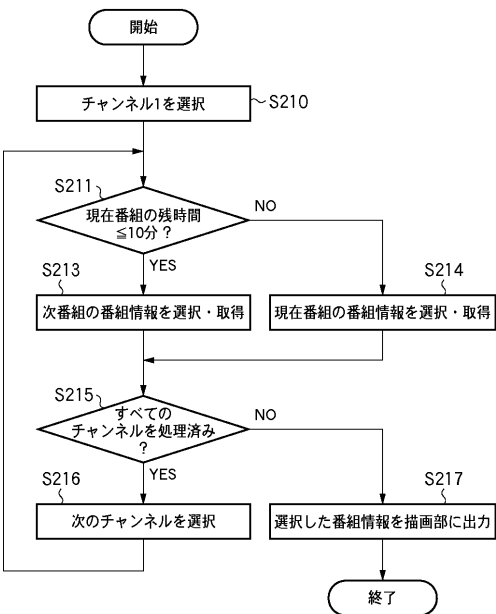 開始
チャンネル1を選択
S210
S211
現在番組の残時間
≦10分？
NO
YES
S213
次番組の番組情報を選択・取得
S214
現在番組の番組情報を選択・取得
S215
すべての
チャンネルを処理済み
？
NO
YES
S216
次のチャンネルを選択
S217
選択した番組情報を描画部に出力
終了